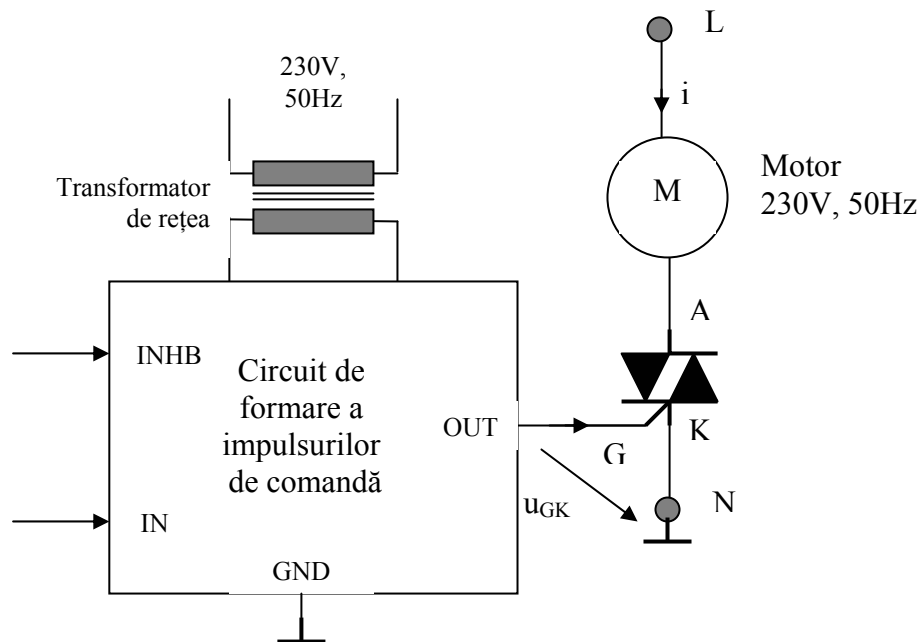 L
230V,
50Hz
i
Transformator
de rețea
M
Motor
230V, 50Hz
A
INHB
Circuit de
formare a
impulsurilor
de comandă
OUT
K
G
N
uGK
IN
GND